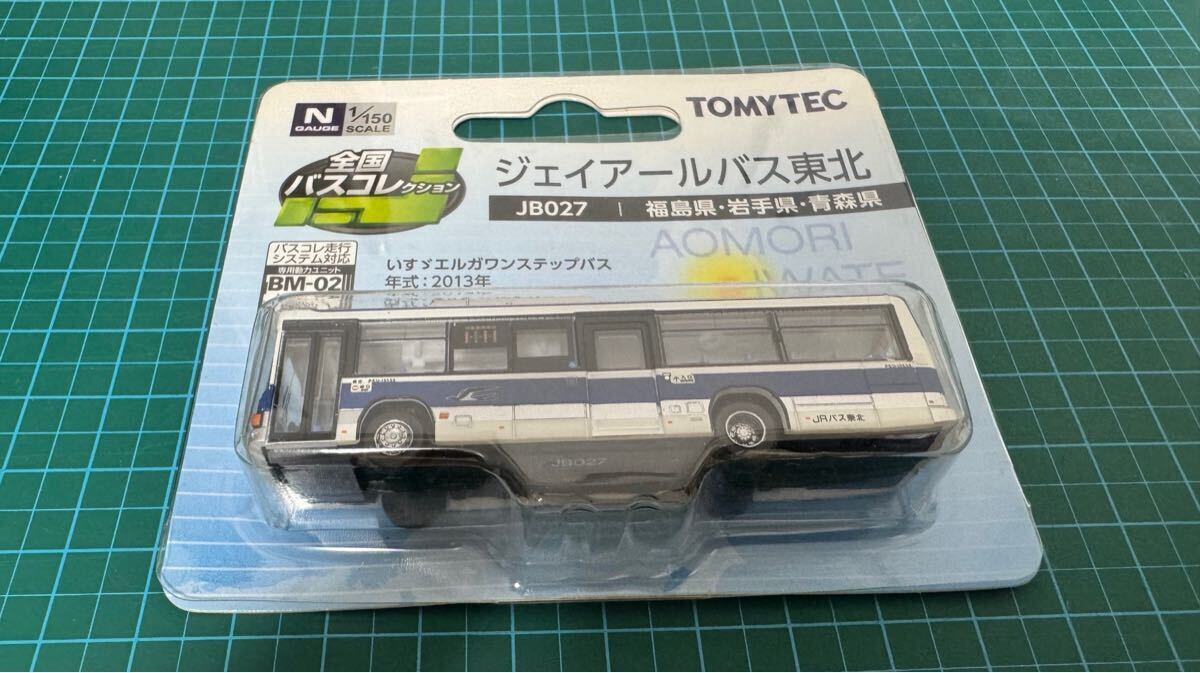 N GAUGE 1/150 SCALE
TOMYTEC
全国バスコレクション
ジェイアールバス東北
JB027 | 福島県・岩手県・青森県
AOMORI
IWATE
バスコレ走行
システム対応
専用動力ユニット
BM-02
いすゞエルガワンステップバス
年式：2013年
JRバス東北
JB027